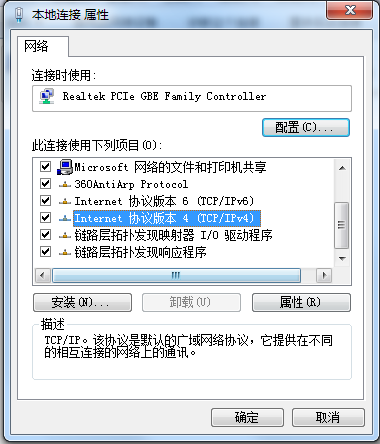 本地连接 属性
网络
连接时使用:
Realtek PCIe GBE Family Controller
配置(C)...
此连接使用下列项目(O):
Microsoft 网络的文件和打印机共享
360AntiArp Protocol
Internet 协议版本 6 (TCP/IPv6)
Internet 协议版本 4 (TCP/IPv4)
链路层拓扑发现映射器 I/O 驱动程序
链路层拓扑发现响应程序
安装(N)...
卸载(U)
属性(R)
描述
TCP/IP。该协议是默认的广域网络协议，它提供在不同
的相互连接的网络上的通讯。
确定
取消